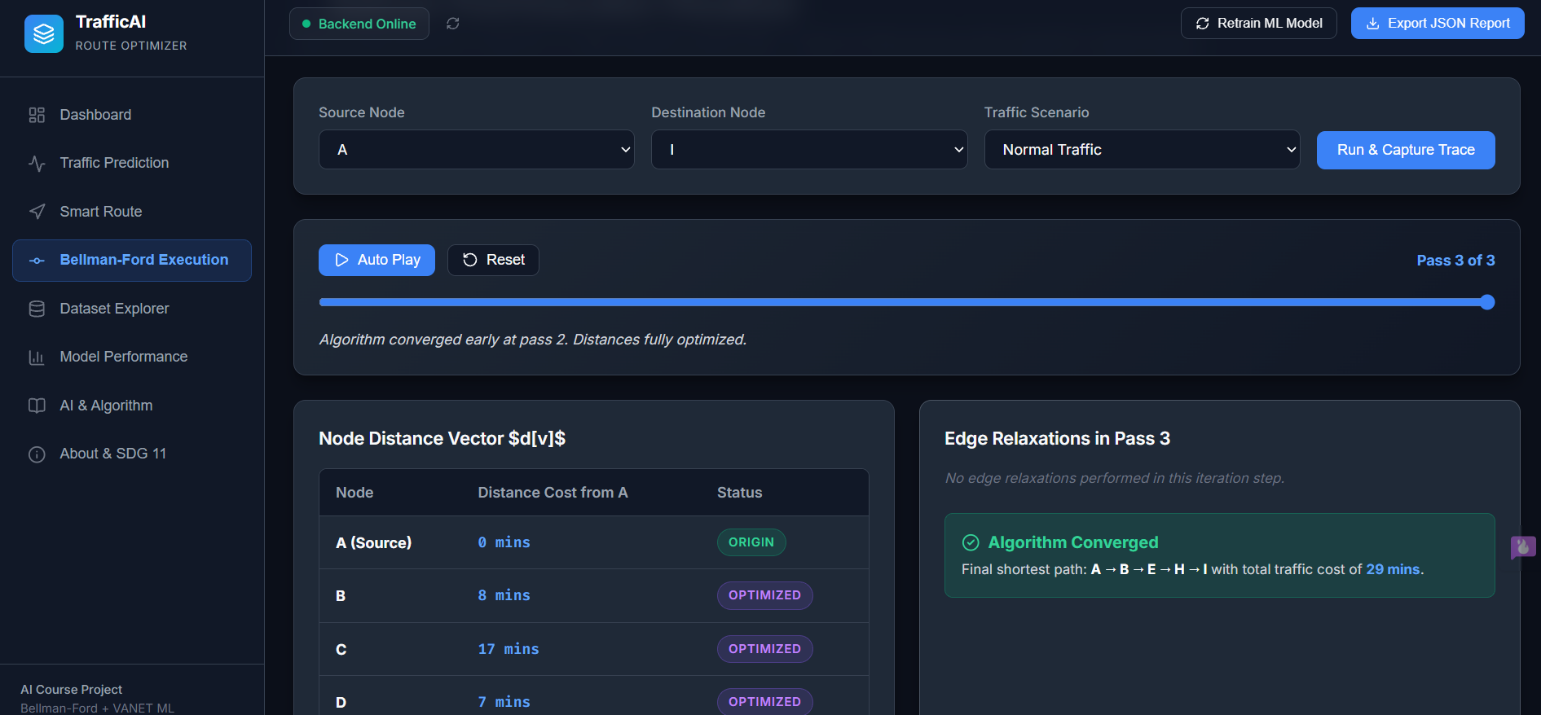 TrafficAI
ROUTE OPTIMIZER
Backend Online
Retrain ML Model
Export JSON Report
Dashboard
Traffic Prediction
Smart Route
Bellman-Ford Execution
Dataset Explorer
Model Performance
AI & Algorithm
About & SDG 11
AI Course Project
Bellman-Ford + VANET ML
Source Node
Destination Node
Traffic Scenario
A
I
Normal Traffic
Run & Capture Trace
Auto Play
Reset
Pass 3 of 3
Algorithm converged early at pass 2. Distances fully optimized.
Node Distance Vector $d[v]$
Node Distance Cost from A Status
A (Source) 0 mins ORIGIN
B 8 mins OPTIMIZED
C 17 mins OPTIMIZED
D 7 mins OPTIMIZED
Edge Relaxations in Pass 3
No edge relaxations performed in this iteration step.
Algorithm Converged
Final shortest path: A → B → E → H → I with total traffic cost of 29 mins.